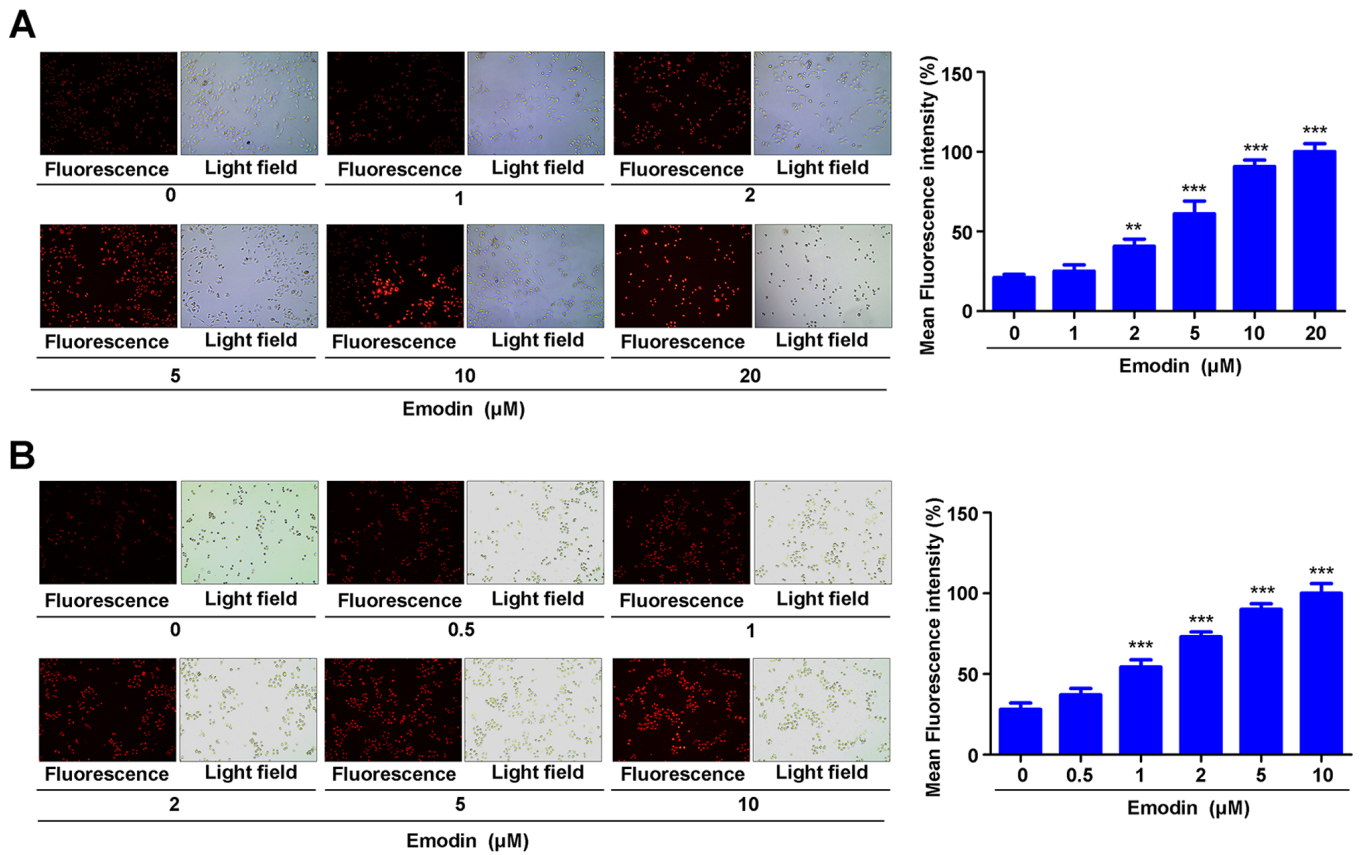 A
Fluorescence Light field Fluorescence Light field Fluorescence Light field
0 1 2
Fluorescence Light field Fluorescence Light field Fluorescence Light field
5 10 20
Emodin (μM)
Mean Fluorescence intensity (%)
150
100
50
0
** *** *** ***
0 1 2 5 10 20
Emodin (μM)
B
Fluorescence Light field Fluorescence Light field Fluorescence Light field
0 0.5 1
Fluorescence Light field Fluorescence Light field Fluorescence Light field
2 5 10
Emodin (μM)
Mean Fluorescence intensity (%)
150
100
50
0
*** *** *** ***
0 0.5 1 2 5 10
Emodin (μM)